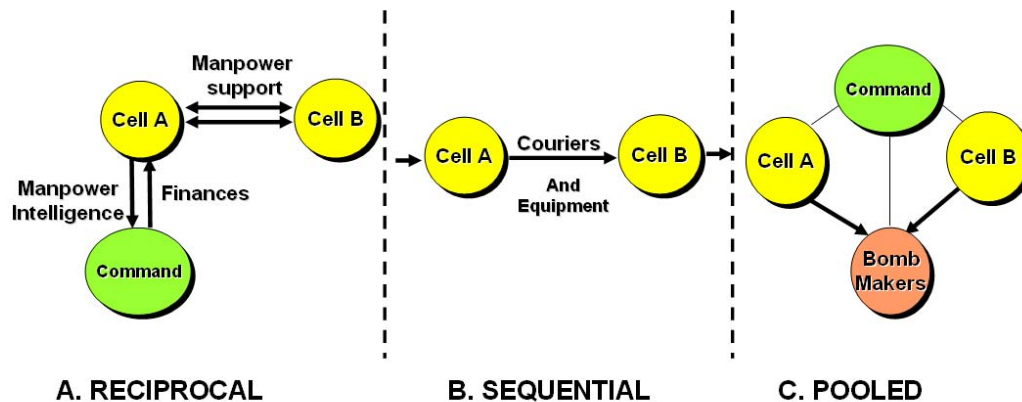 Manpower
support
Cell A
Cell B
Manpower
Intelligence
Finances
Command
A. RECIPROCAL
Cell A
Couriers
And
Equipment
Cell B
B. SEQUENTIAL
Command
Cell A
Cell B
Bomb
Makers
C. POOLED